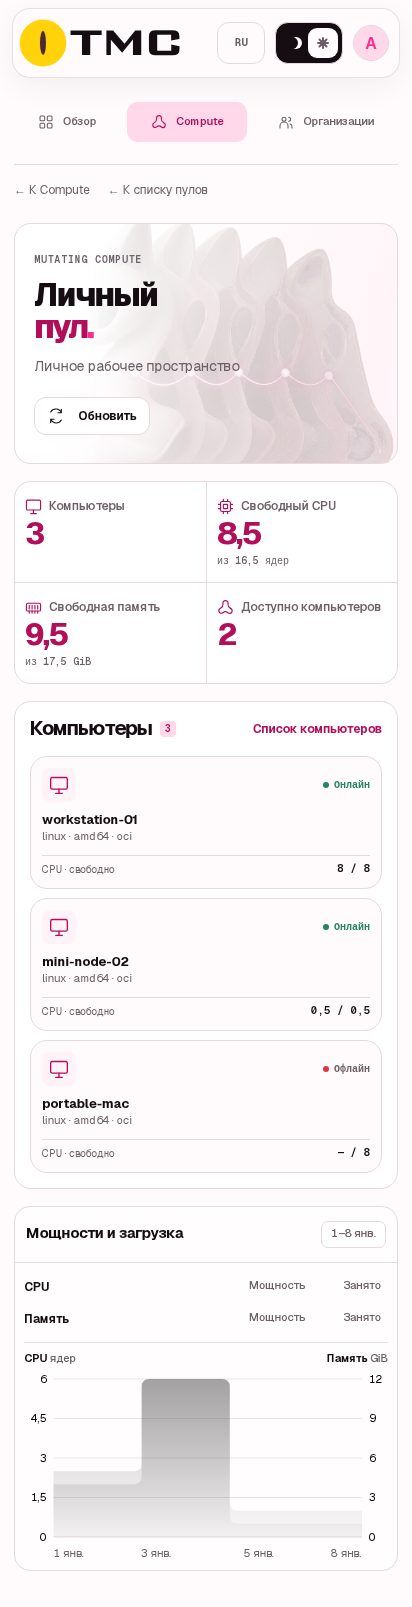 TMC
RU
A
Обзор
Compute
Организации
← К Compute
← К списку пулов
MUTATING COMPUTE
Личный
пул.
Личное рабочее пространство
Обновить
Компьютеры
3
Свободный CPU
8,5
из 16,5 ядер
Свободная память
9,5
из 17,5 GiB
Доступно компьютеров
2
Компьютеры 3
Список компьютеров
Онлайн
workstation-01
linux · amd64 · oci
CPU · свободно 8 / 8
Онлайн
mini-node-02
linux · amd64 · oci
CPU · свободно 0,5 / 0,5
Офлайн
portable-mac
linux · amd64 · oci
CPU · свободно — / 8
Мощности и загрузка
1–8 янв.
CPU Мощность Занято
Память Мощность Занято
CPU ядер Память GiB
6 12
4,5 9
3 6
1,5 3
0 0
1 янв. 3 янв. 5 янв. 8 янв.